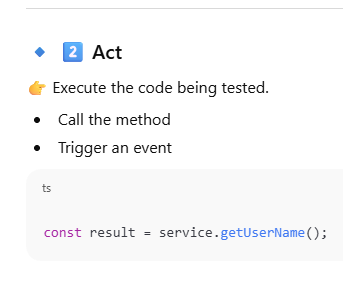 🔹 2️⃣ Act
👉 Execute the code being tested.
• Call the method
• Trigger an event
ts
const result = service.getUserName();